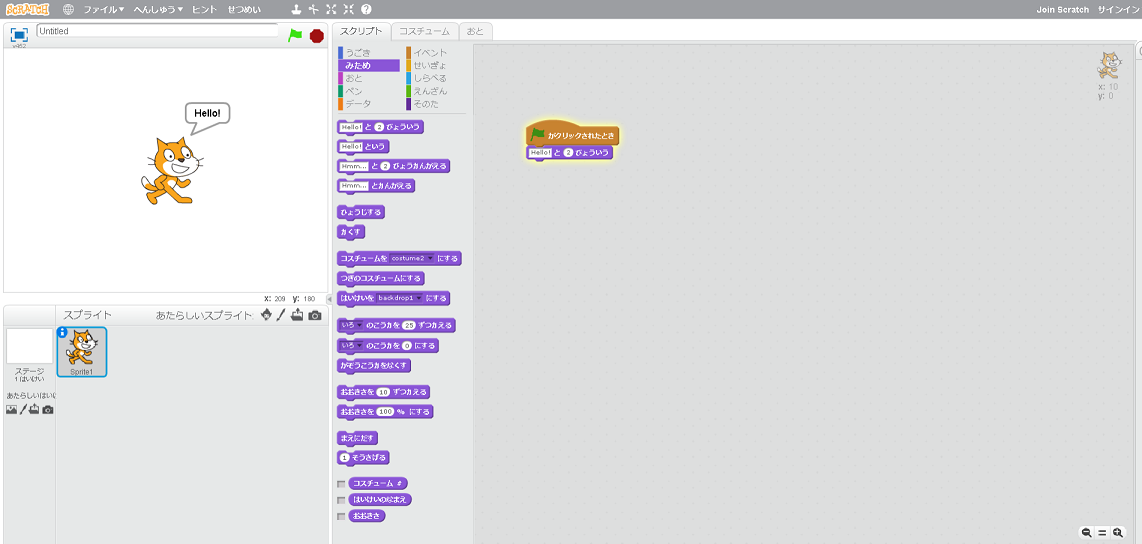 SCRATCH ファイル▼ へんしゅう▼ ヒント せつめい Join Scratch サインイン
Untitled
v462
Hello!
x: 209 y: 180
スプライト あたらしいスプライト:
Sprite1
ステージ
1 はいけい
あたらしいはいけ
スクリプト コスチューム おと
うごき イベント
みため せいぎょ
おと しらべる
ペン えんざん
データ そのた
Hello! と 2 びょういう
Hello! という
Hmm... と 2 びょうかんがえる
Hmm... とかんがえる
ひょうじする
かくす
コスチュームを costume2 にする
つぎのコスチュームにする
はいけいを backdrop1 にする
いろ のこうかを 25 ずつかえる
いろ のこうかを 0 にする
がぞうこうかをなくす
おおきさを 10 ずつかえる
おおきさを 100 % にする
まえにだす
1 そうさげる
コスチューム #
はいけいのなまえ
おおきさ
がクリックされたとき
Hello! と 2 びょういう
x: 10
y: 0